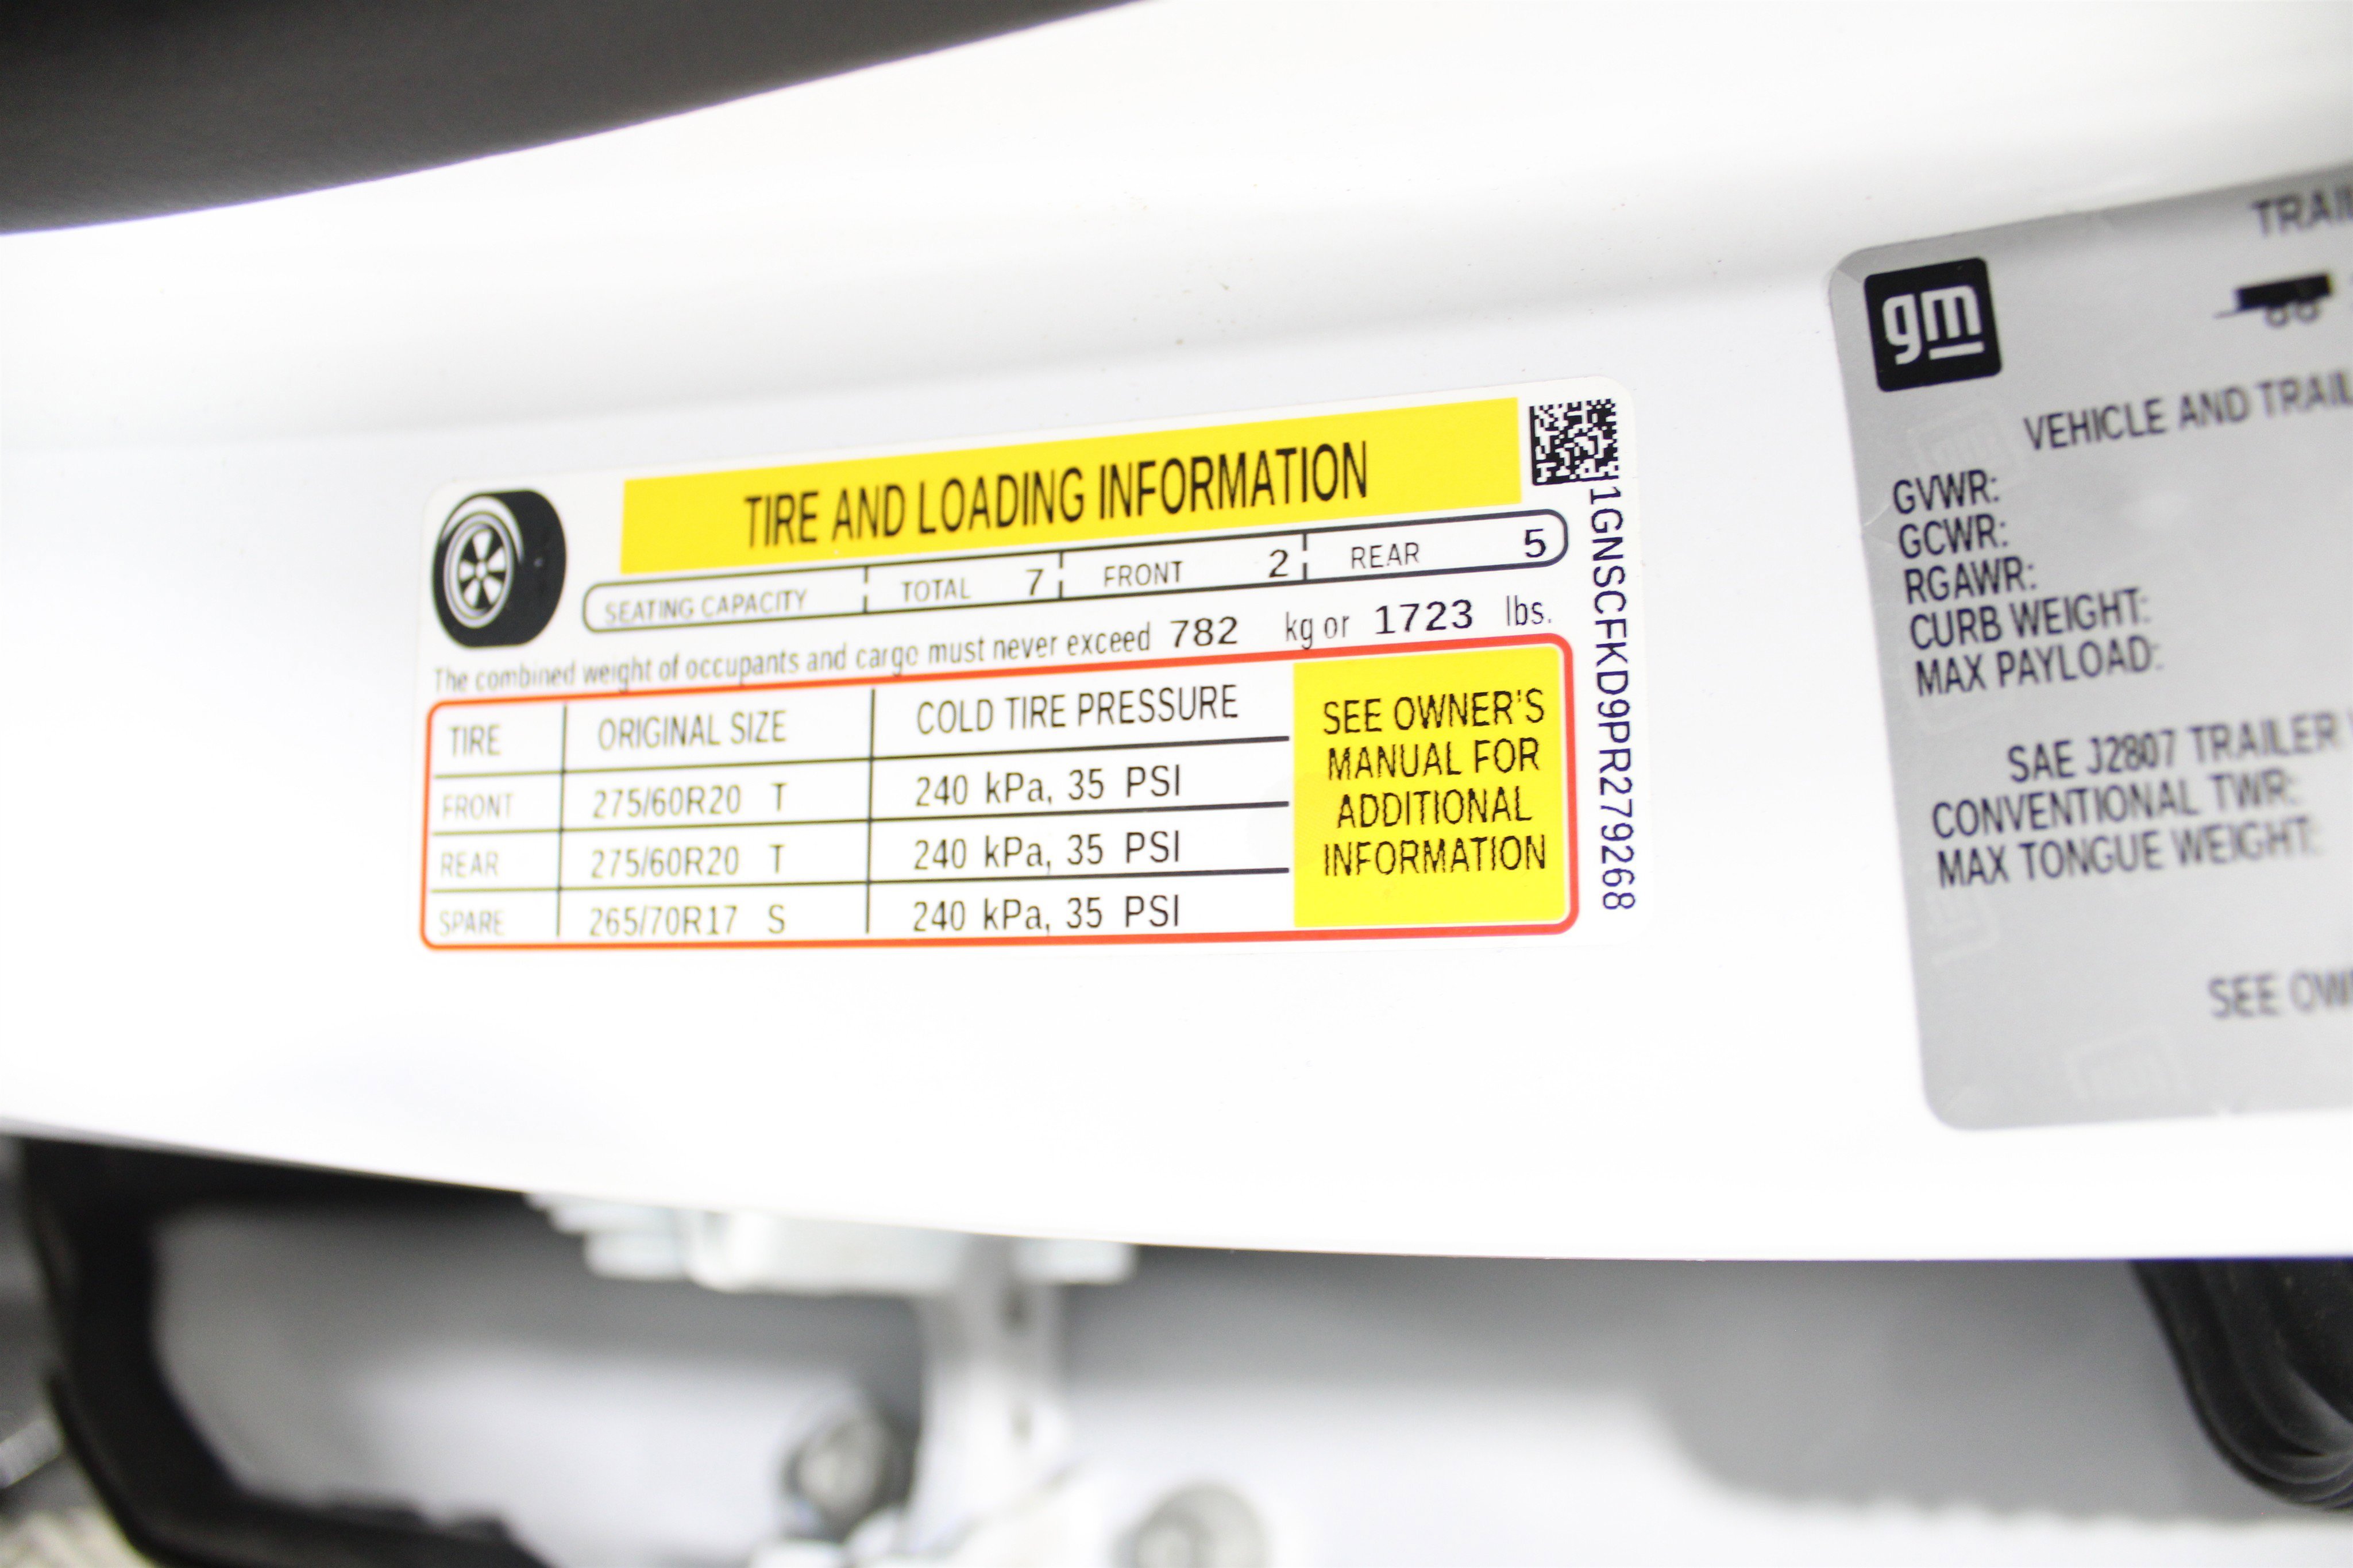 TIRE AND LOADING INFORMATION
SEATING CAPACITY TOTAL 7 FRONT 2 REAR 5
The combined weight of occupants and cargo must never exceed 782 kg or 1723 lbs.
TIRE ORIGINAL SIZE COLD TIRE PRESSURE
FRONT 275/60R20 T 240 kPa, 35 PSI
REAR 275/60R20 T 240 kPa, 35 PSI
SPARE 265/70R17 S 240 kPa, 35 PSI
SEE OWNER'S
MANUAL FOR
ADDITIONAL
INFORMATION
1GNSCFKD9PR279268
gm
TRAIL
VEHICLE AND TRAIL
GVWR:
GCWR:
RGAWR:
CURB WEIGHT:
MAX PAYLOAD:
SAE J2807 TRAILER
CONVENTIONAL TWR:
MAX TONGUE WEIGHT:
SEE OW